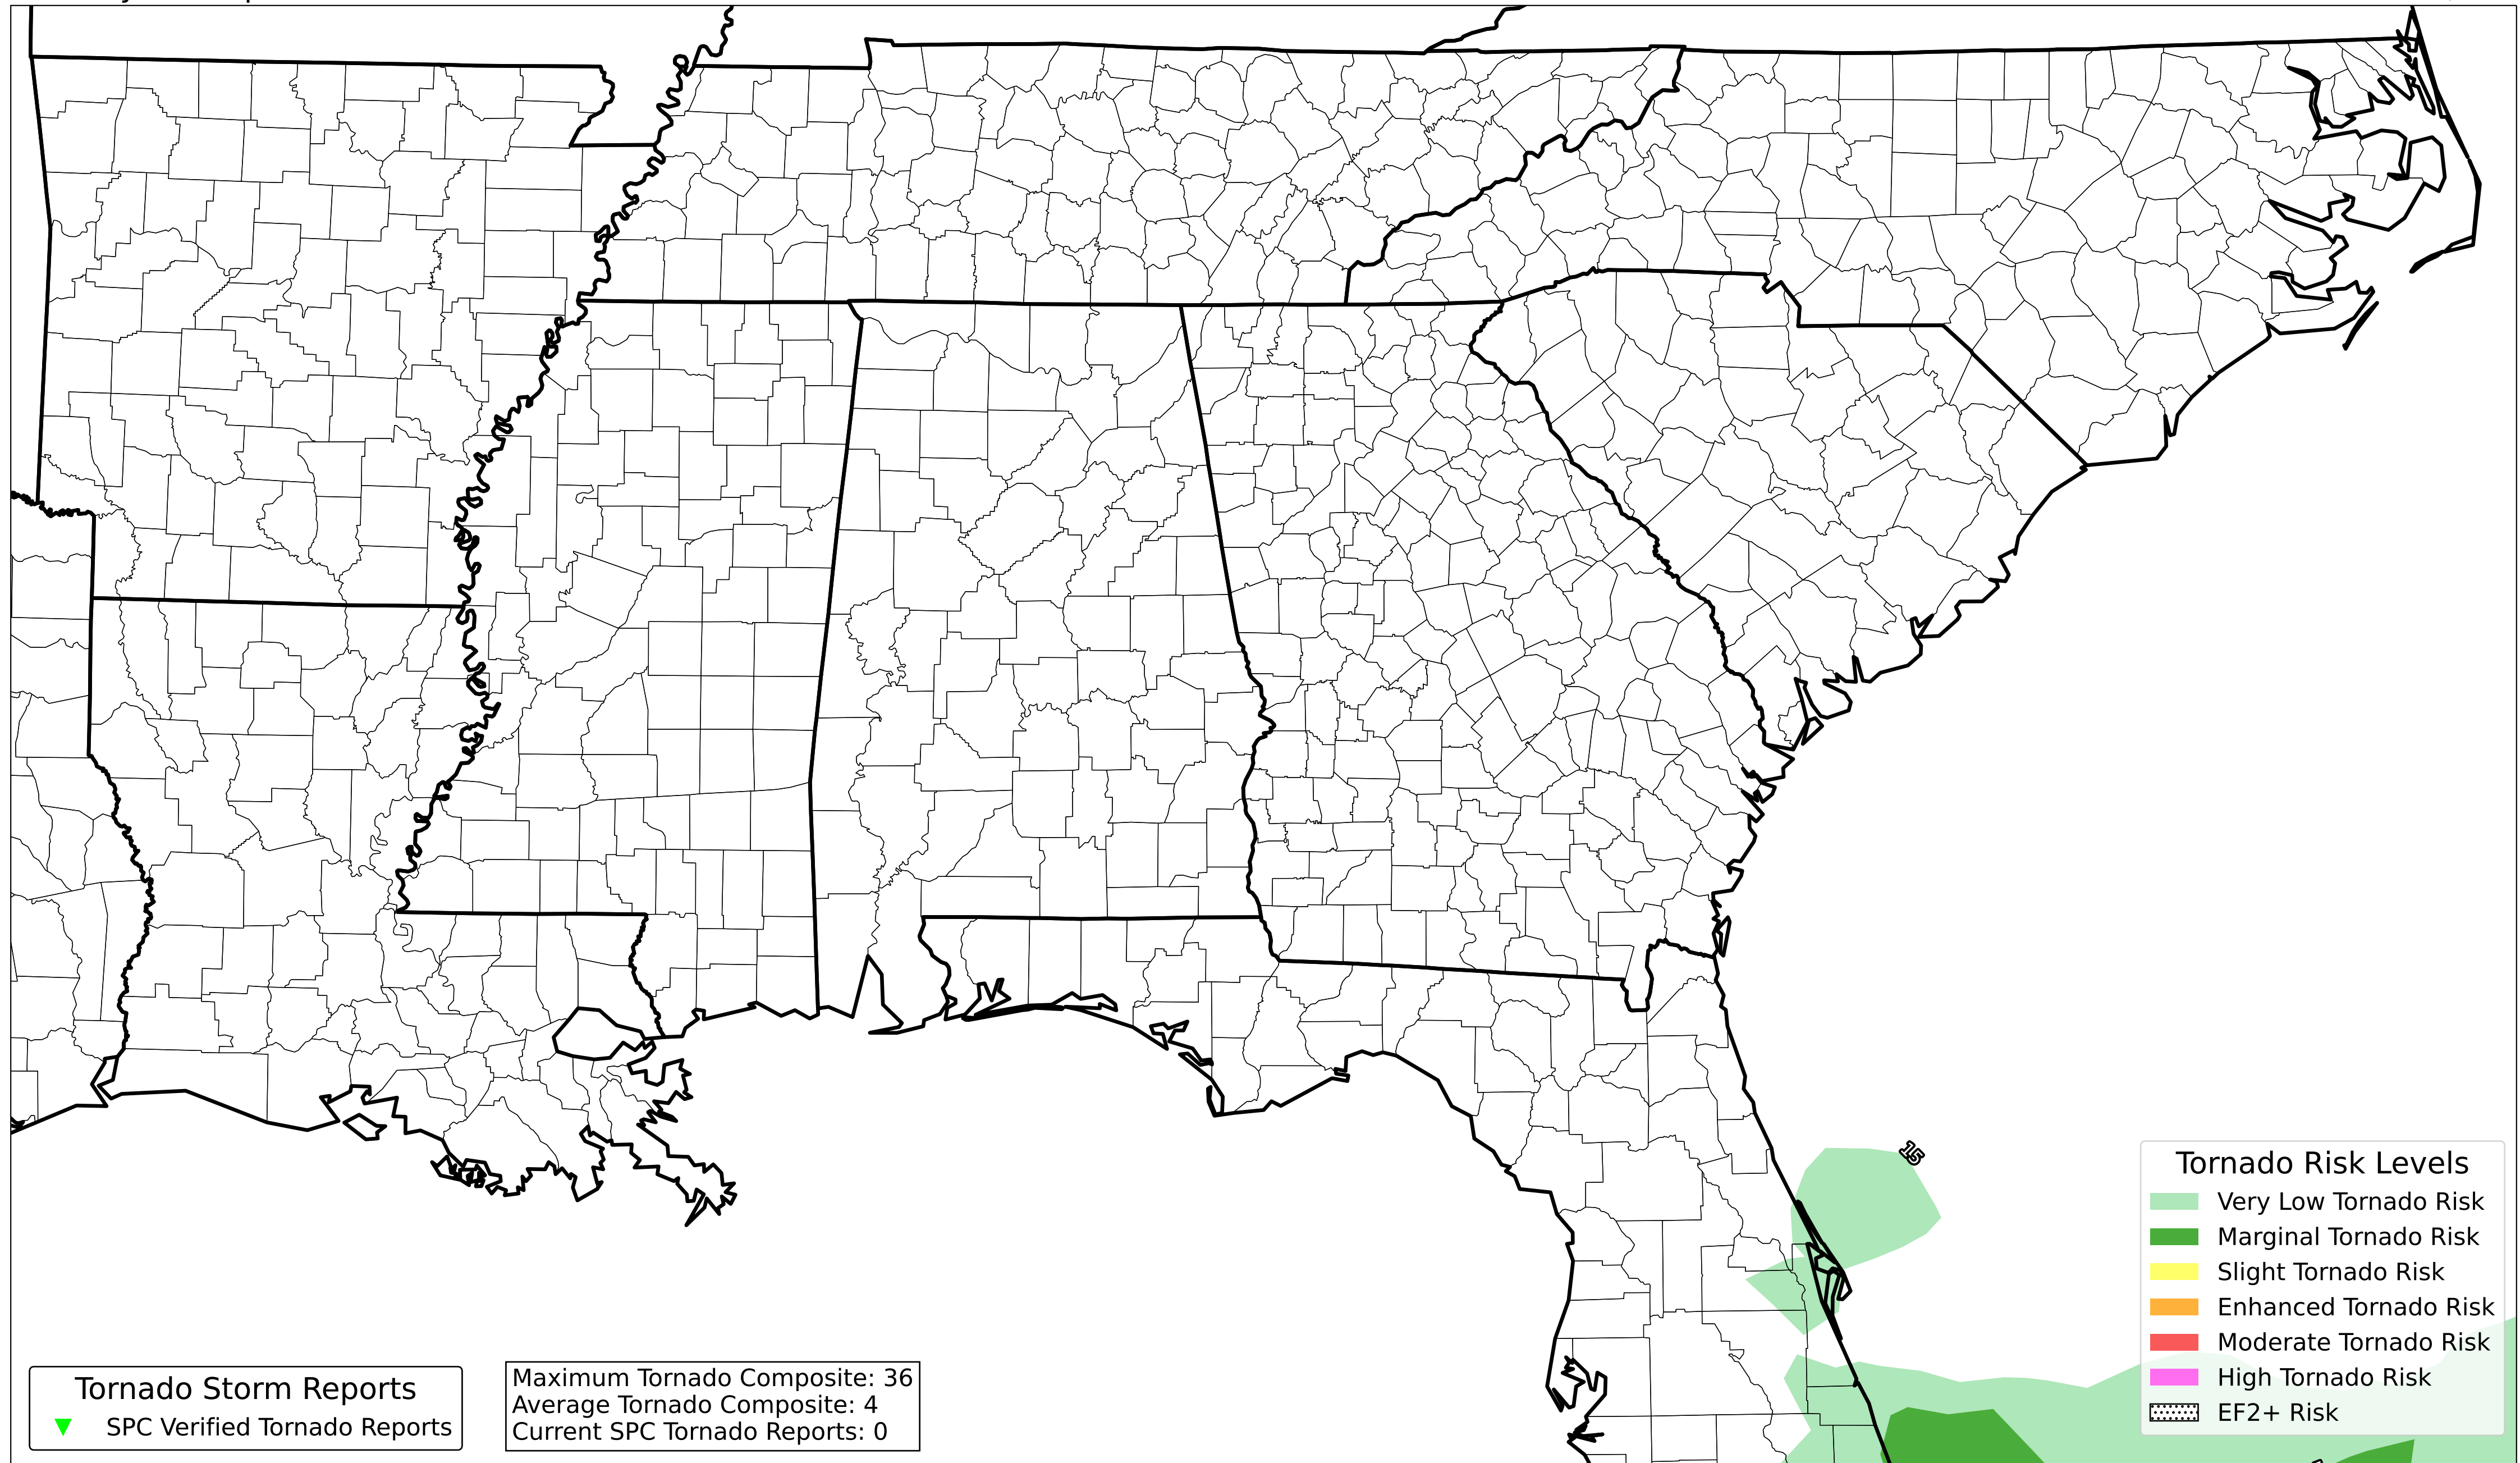 15
Tornado Risk Levels
Very Low Tornado Risk
Marginal Tornado Risk
Slight Tornado Risk
Enhanced Tornado Risk
Moderate Tornado Risk
High Tornado Risk
EF2+ Risk
Tornado Storm Reports
SPC Verified Tornado Reports
Maximum Tornado Composite: 36
Average Tornado Composite: 4
Current SPC Tornado Reports: 0